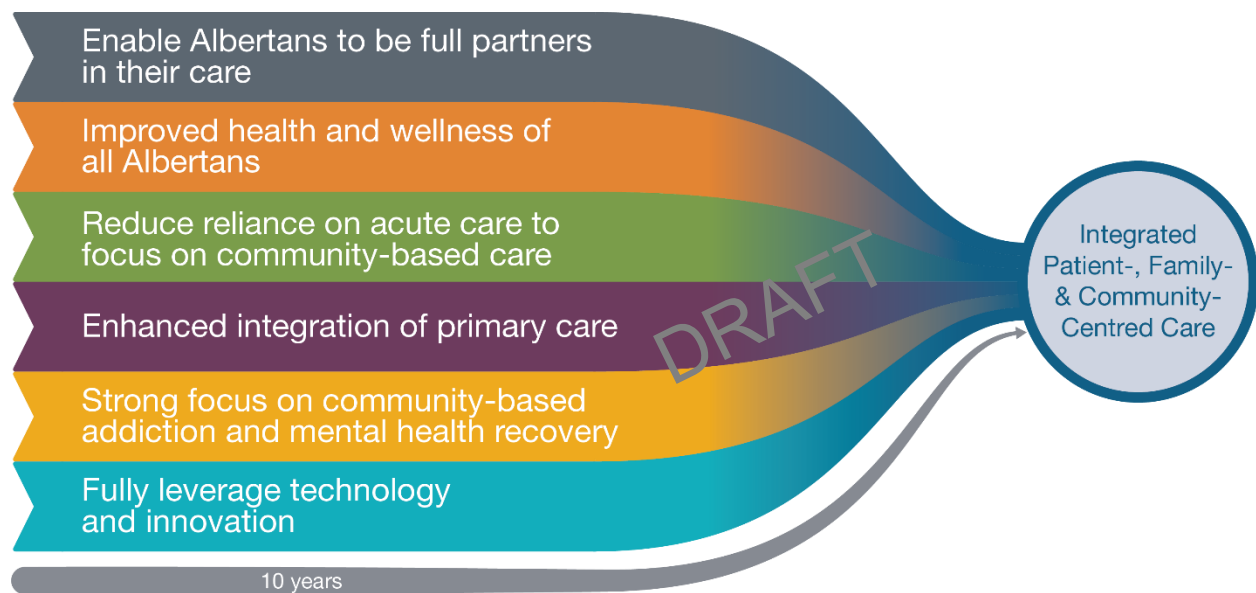 Enable Albertans to be full partners
in their care
Improved health and wellness of
all Albertans
Reduce reliance on acute care to
focus on community-based care
Enhanced integration of primary care
Strong focus on community-based
addiction and mental health recovery
Fully leverage technology
and innovation
10 years
DRAFT
Integrated
Patient-, Family-
& Community-
Centred Care